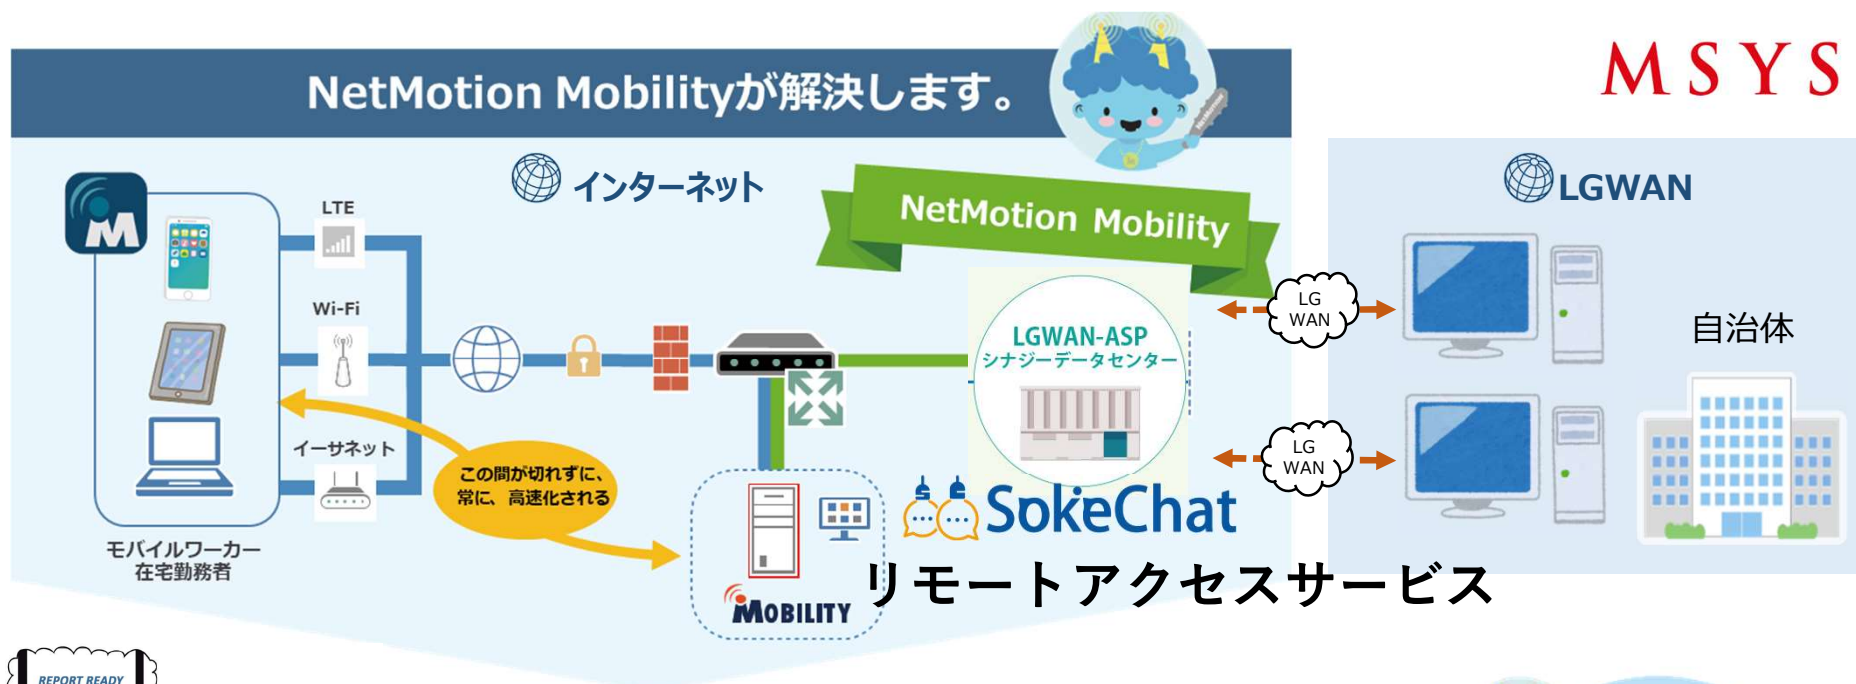 NetMotion Mobilityが解決します。
MSYS
インターネット
NetMotion Mobility
LGWAN
M
LTE
Wi-Fi
イーサネット
モバイルワーカー
在宅勤務者
この間が切れずに、
常に、高速化される
LGWAN-ASP
シナジーデータセンター
LG
WAN
LG
WAN
自治体
MOBILITY
SokeChat
リモートアクセスサービス
REPORT READY